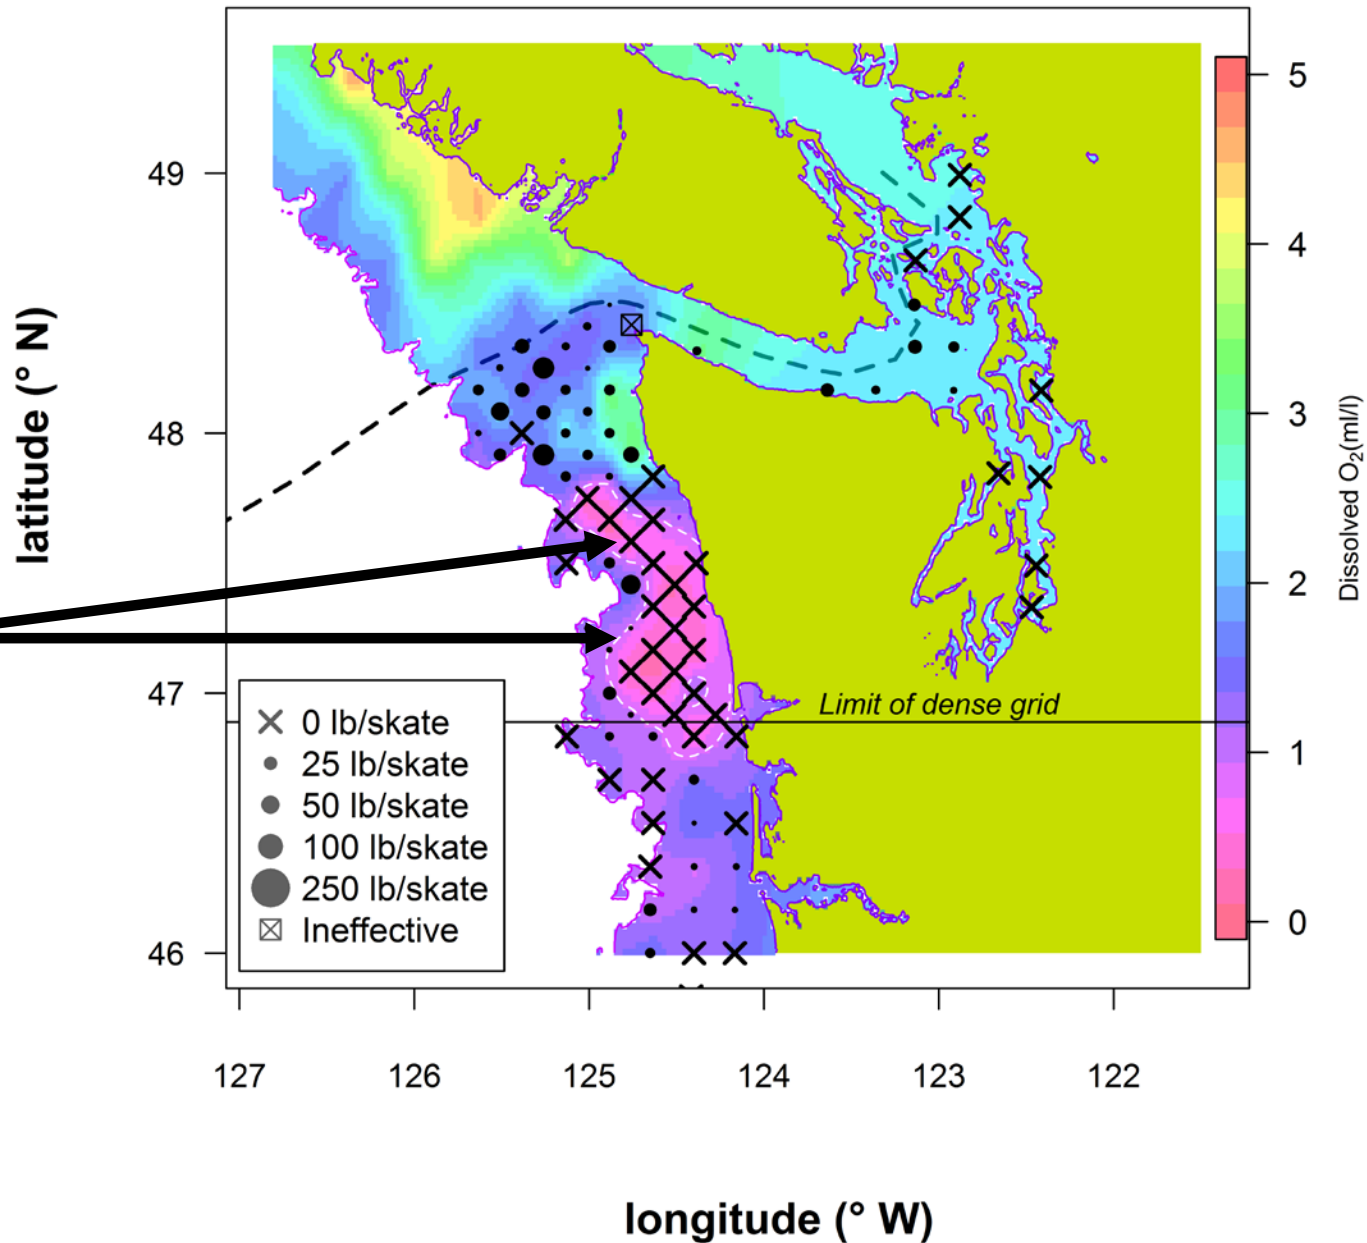 latitude (° N)
49
48
47
46
0 lb/skate
25 lb/skate
50 lb/skate
100 lb/skate
250 lb/skate
Ineffective
Limit of dense grid
5
4
3
2
1
0
Dissolved O₂(ml/l)
127 126 125 124 123 122
longitude (° W)